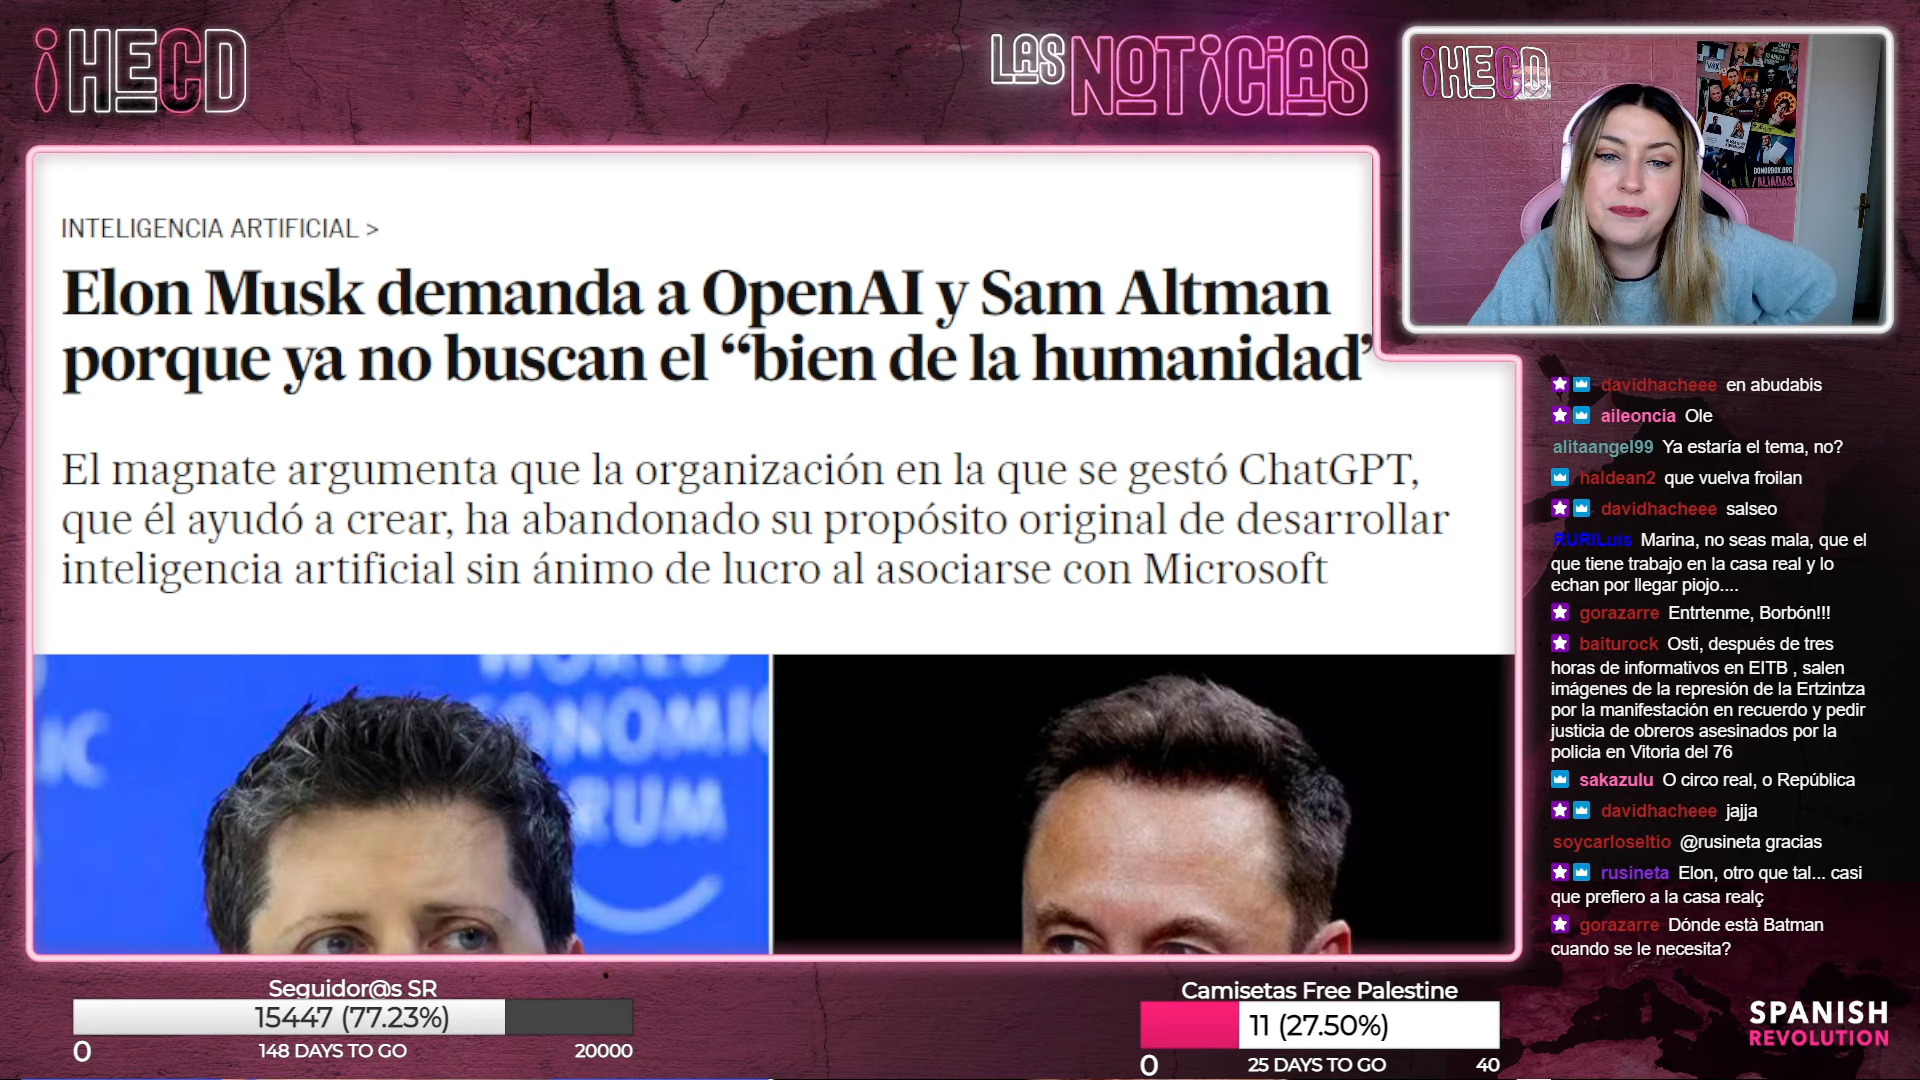 ¡HECD
LAS NOTICIAS
¡HECD
VOX
DONORBOX.ORG
/ALIADAS
INTELIGENCIA ARTIFICIAL >
Elon Musk demanda a OpenAI y Sam Altman
porque ya no buscan el “bien de la humanidad”
El magnate argumenta que la organización en la que se gestó ChatGPT,
que él ayudó a crear, ha abandonado su propósito original de desarrollar
inteligencia artificial sin ánimo de lucro al asociarse con Microsoft
WORLD
ECONOMIC
FORUM
IC
davidhacheee en abudabis
aileoncia Ole
alitaangel99 Ya estaría el tema, no?
haldean2 que vuelva froilan
davidhacheee salseo
RURILuis Marina, no seas mala, que el
que tiene trabajo en la casa real y lo
echan por llegar piojo....
gorazarre Entrtenme, Borbón!!!
baiturock Osti, después de tres
horas de informativos en EITB , salen
imágenes de la represión de la Ertzintza
por la manifestación en recuerdo y pedir
justicia de obreros asesinados por la
policia en Vitoria del 76
sakazulu O circo real, o República
davidhacheee jajja
soycarloseltio @rusineta gracias
rusineta Elon, otro que tal... casi
que prefiero a la casa realç
gorazarre Dónde està Batman
cuando se le necesita?
Seguidor@s SR
15447 (77.23%)
0 148 DAYS TO GO 20000
Camisetas Free Palestine
11 (27.50%)
0 25 DAYS TO GO 40
SPANISH
REVOLUTION